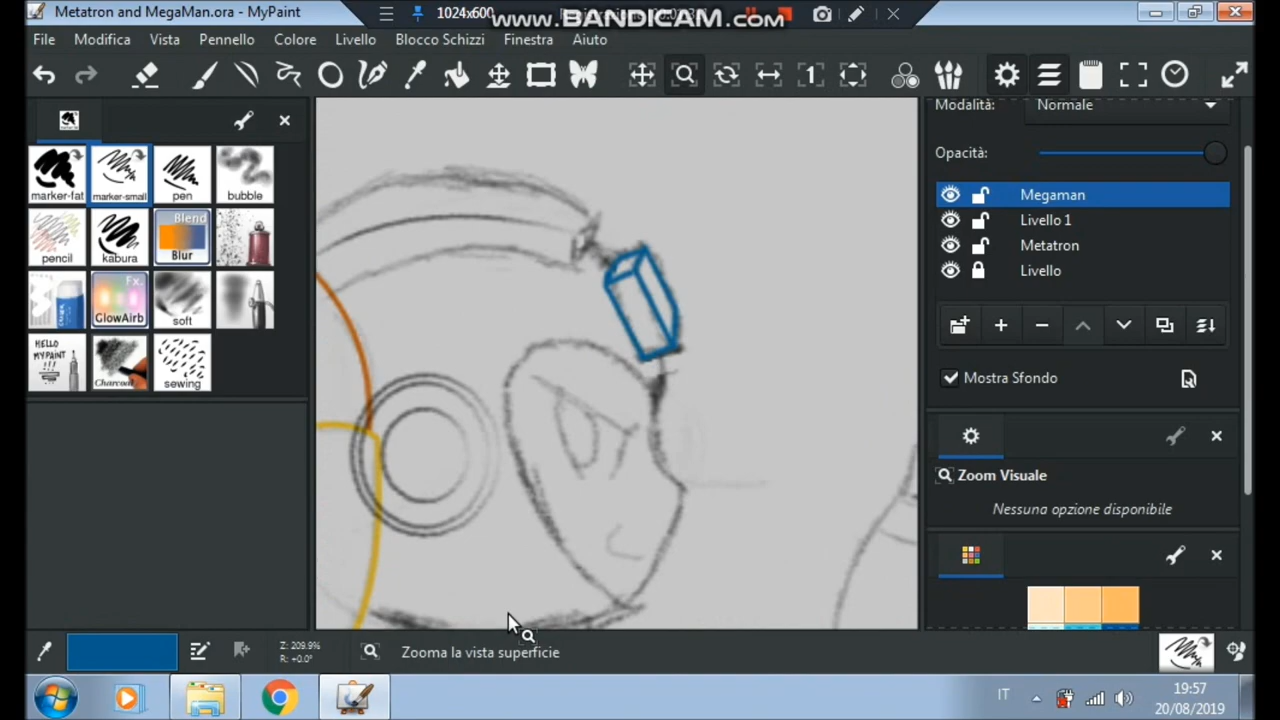 Metatron and MegaMan.ora - MyPaint
1024x600
www.BANDICAM.com
File Modifica Vista Pennello Colore Livello Blocco Schizzi Finestra Aiuto
1
Modalità: Normale
Opacità:
marker-fat marker-small pen bubble
Megaman
Livello 1
Blend
Metatron
pencil kabura Blur
Livello
Fx.
GlowAirb soft
HELLO
MYPAINT
Charcoal sewing
Mostra Sfondo
Zoom Visuale
Nessuna opzione disponibile
Z: 209.9%
R: +0.0°
Zooma la vista superficie
IT
19:57
20/08/2019